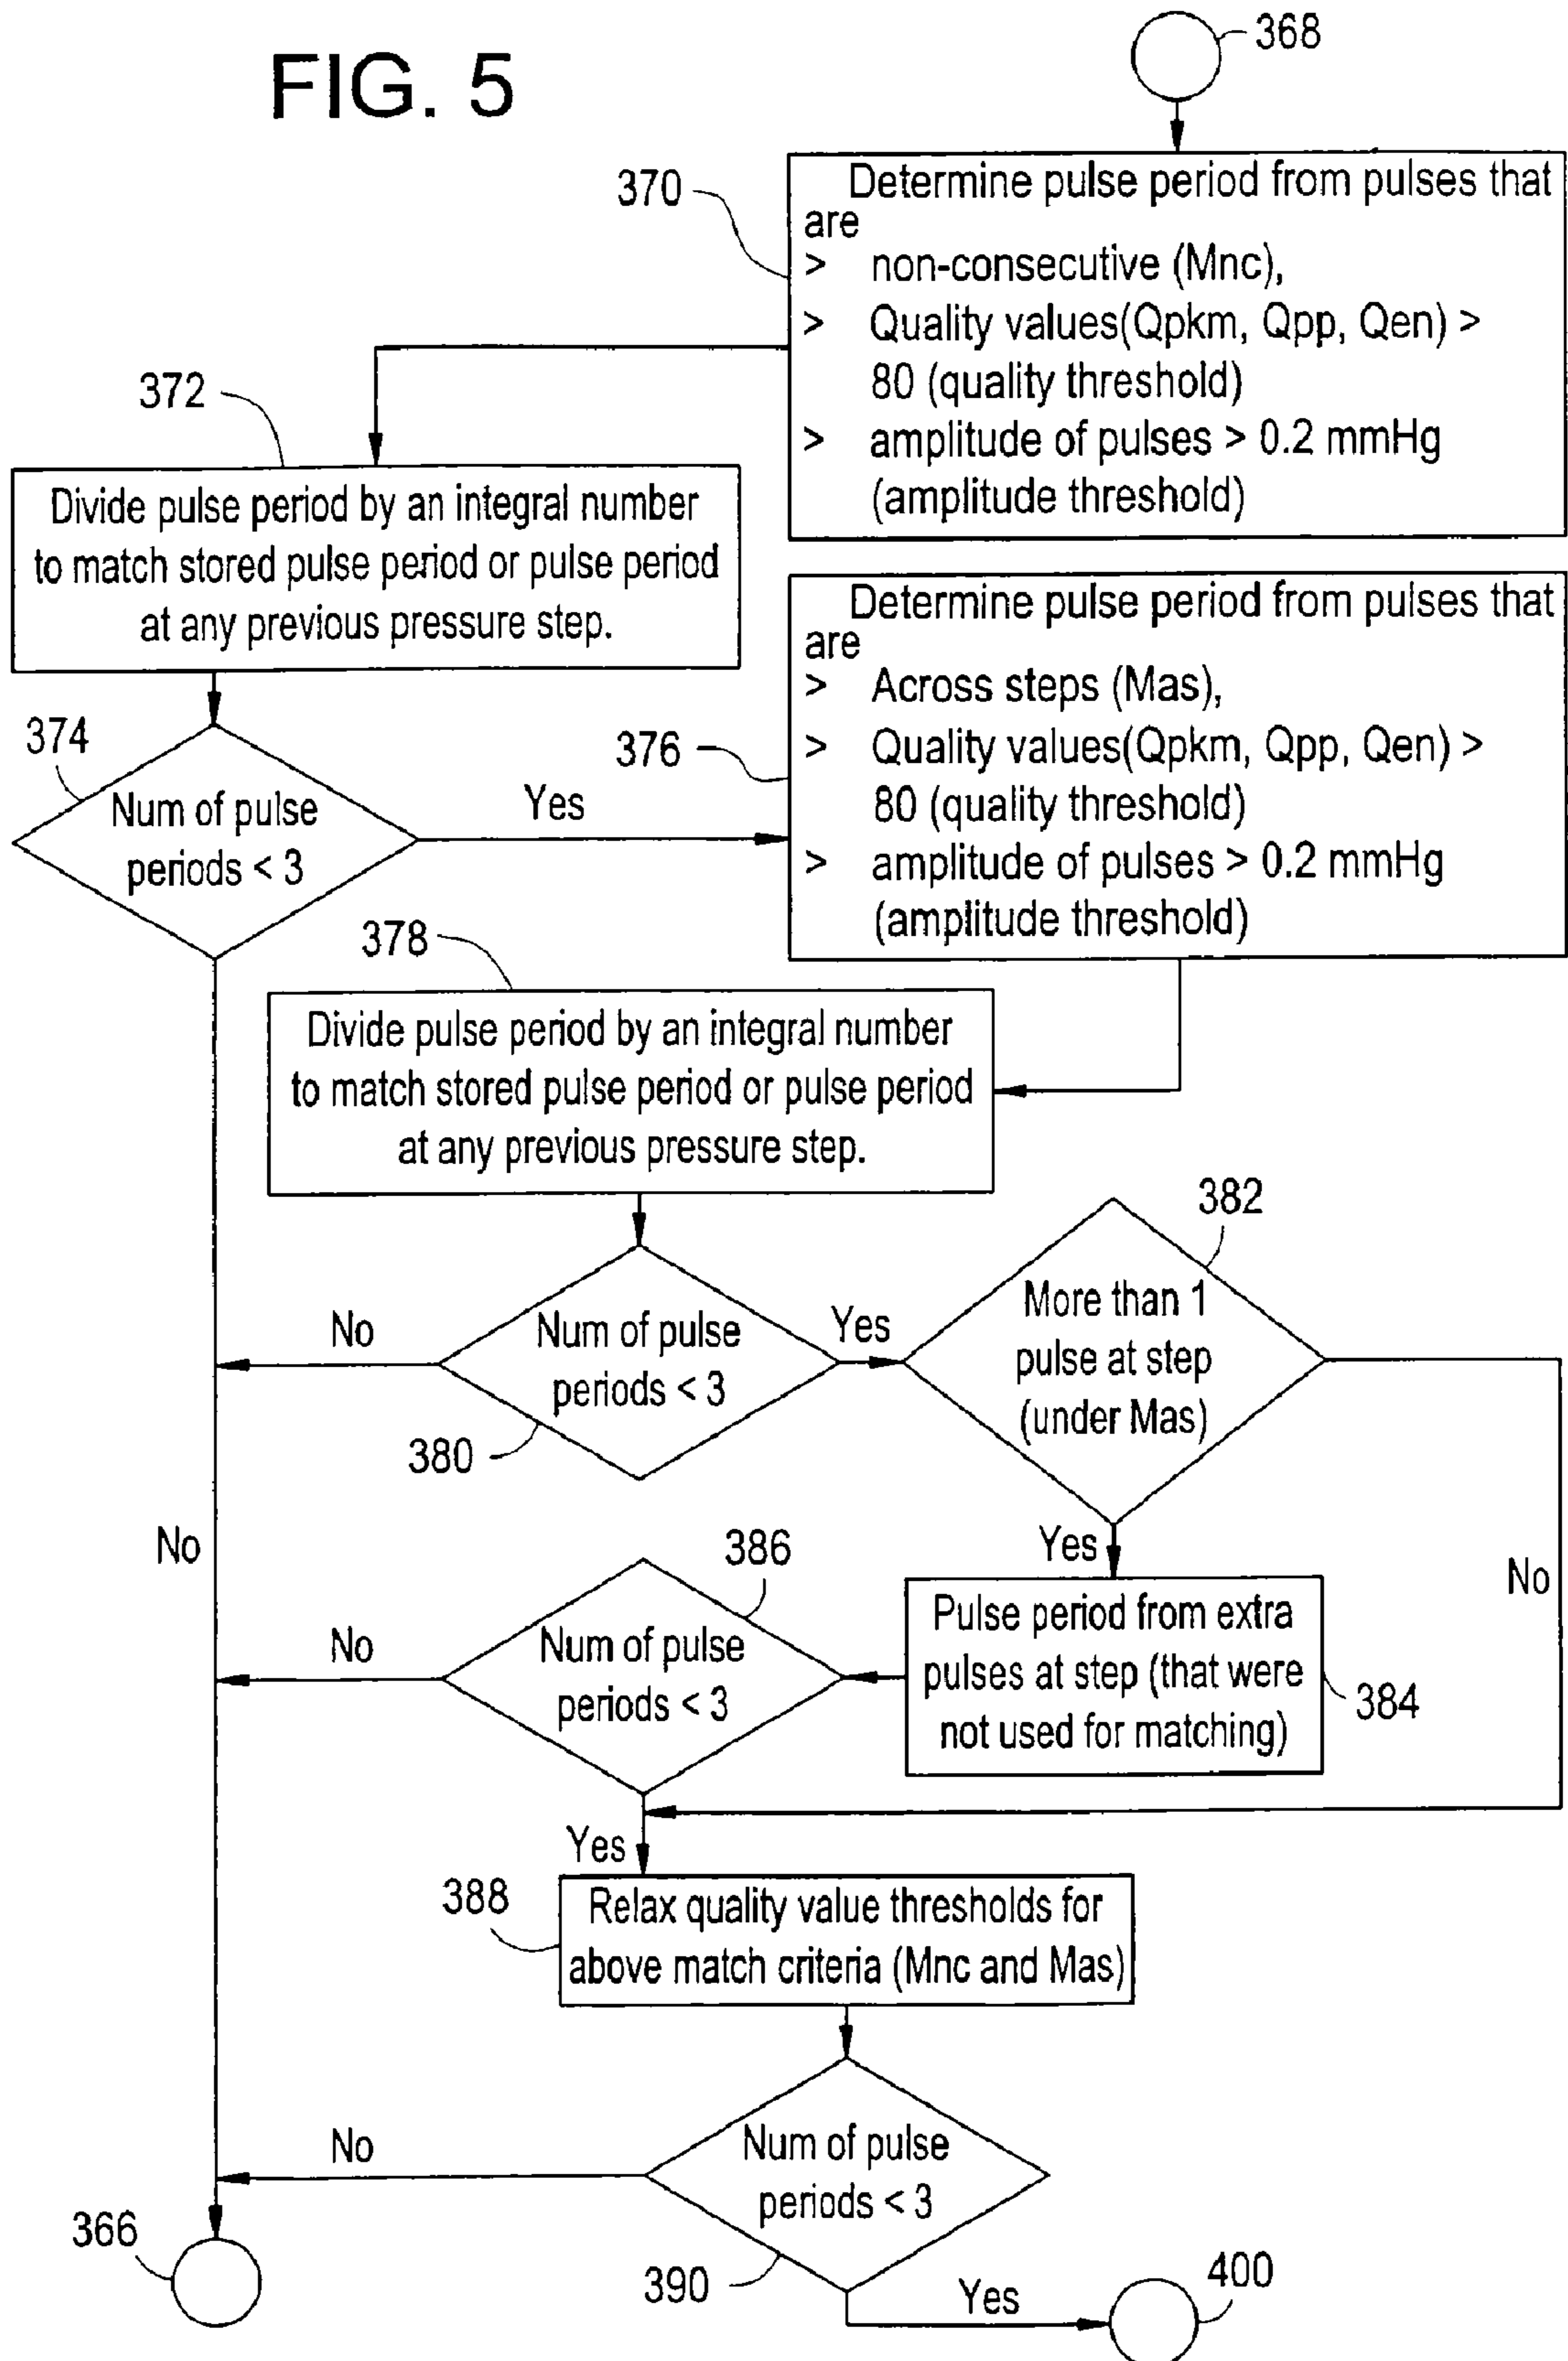 FIG. 5
368
370
Determine pulse period from pulses that
are
> non-consecutive (Mnc),
> Quality values(Qpkm, Qpp, Qen) >
80 (quality threshold)
> amplitude of pulses > 0.2 mmHg
(amplitude threshold)
372
Divide pulse period by an integral number
to match stored pulse period or pulse period
at any previous pressure step.
374
Num of pulse
periods < 3
Yes
376
Determine pulse period from pulses that
are
> Across steps (Mas),
> Quality values(Qpkm, Qpp, Qen) >
80 (quality threshold)
> amplitude of pulses > 0.2 mmHg
(amplitude threshold)
378
Divide pulse period by an integral number
to match stored pulse period or pulse period
at any previous pressure step.
380
Num of pulse
periods < 3
No
Yes
382
More than 1
pulse at step
(under Mas)
Yes
No
384
Pulse period from extra
pulses at step (that were
not used for matching)
386
Num of pulse
periods < 3
No
No
Yes
388
Relax quality value thresholds for
above match criteria (Mnc and Mas)
Num of pulse
periods < 3
No
390
Yes
366
400